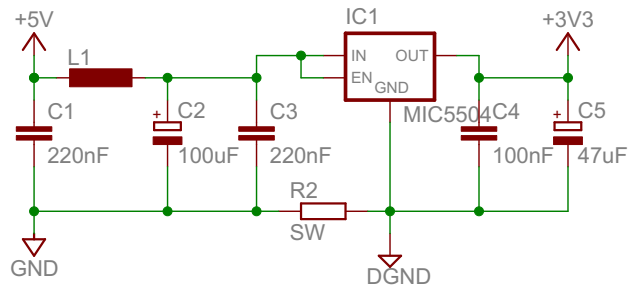 +5V
IC1
+3V3
L1
IN
OUT
EN
GND
MIC5504
C1
220nF
+
C2
100uF
C3
220nF
C4
100nF
+
C5
47uF
R2
SW
GND
DGND